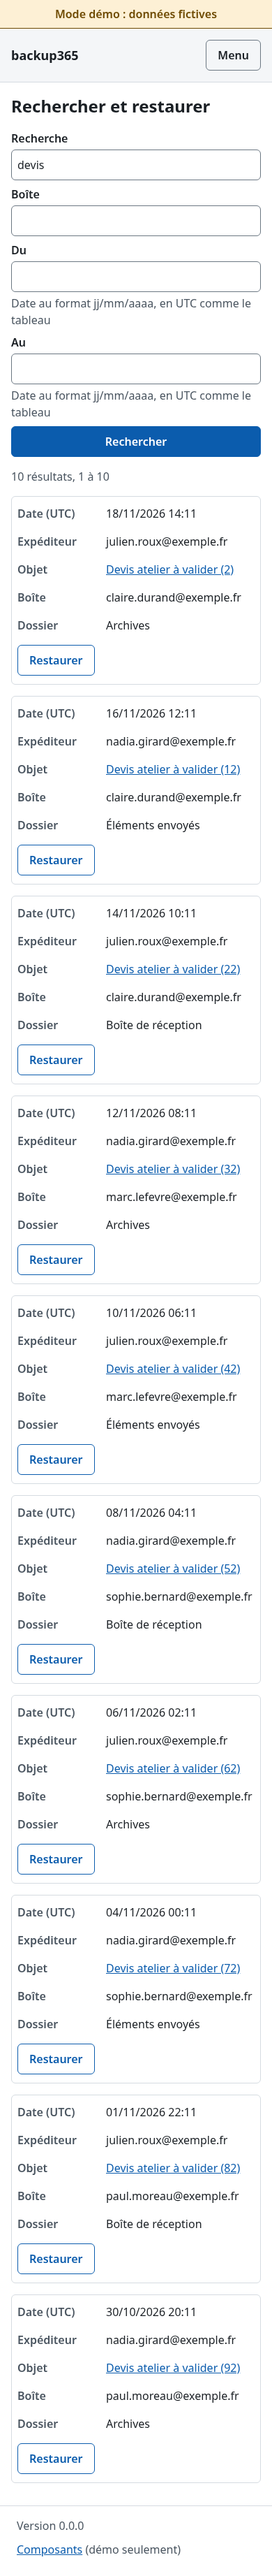 Mode démo : données fictives
backup365
Menu
Rechercher et restaurer
Recherche
devis
Boîte
Du
Date au format jj/mm/aaaa, en UTC comme le
tableau
Au
Date au format jj/mm/aaaa, en UTC comme le
tableau
Rechercher
10 résultats, 1 à 10
Date (UTC) 18/11/2026 14:11
Expéditeur julien.roux@exemple.fr
Objet Devis atelier à valider (2)
Boîte claire.durand@exemple.fr
Dossier Archives
Restaurer
Date (UTC) 16/11/2026 12:11
Expéditeur nadia.girard@exemple.fr
Objet Devis atelier à valider (12)
Boîte claire.durand@exemple.fr
Dossier Éléments envoyés
Restaurer
Date (UTC) 14/11/2026 10:11
Expéditeur julien.roux@exemple.fr
Objet Devis atelier à valider (22)
Boîte claire.durand@exemple.fr
Dossier Boîte de réception
Restaurer
Date (UTC) 12/11/2026 08:11
Expéditeur nadia.girard@exemple.fr
Objet Devis atelier à valider (32)
Boîte marc.lefevre@exemple.fr
Dossier Archives
Restaurer
Date (UTC) 10/11/2026 06:11
Expéditeur julien.roux@exemple.fr
Objet Devis atelier à valider (42)
Boîte marc.lefevre@exemple.fr
Dossier Éléments envoyés
Restaurer
Date (UTC) 08/11/2026 04:11
Expéditeur nadia.girard@exemple.fr
Objet Devis atelier à valider (52)
Boîte sophie.bernard@exemple.fr
Dossier Boîte de réception
Restaurer
Date (UTC) 06/11/2026 02:11
Expéditeur julien.roux@exemple.fr
Objet Devis atelier à valider (62)
Boîte sophie.bernard@exemple.fr
Dossier Archives
Restaurer
Date (UTC) 04/11/2026 00:11
Expéditeur nadia.girard@exemple.fr
Objet Devis atelier à valider (72)
Boîte sophie.bernard@exemple.fr
Dossier Éléments envoyés
Restaurer
Date (UTC) 01/11/2026 22:11
Expéditeur julien.roux@exemple.fr
Objet Devis atelier à valider (82)
Boîte paul.moreau@exemple.fr
Dossier Boîte de réception
Restaurer
Date (UTC) 30/10/2026 20:11
Expéditeur nadia.girard@exemple.fr
Objet Devis atelier à valider (92)
Boîte paul.moreau@exemple.fr
Dossier Archives
Restaurer
Version 0.0.0
Composants (démo seulement)